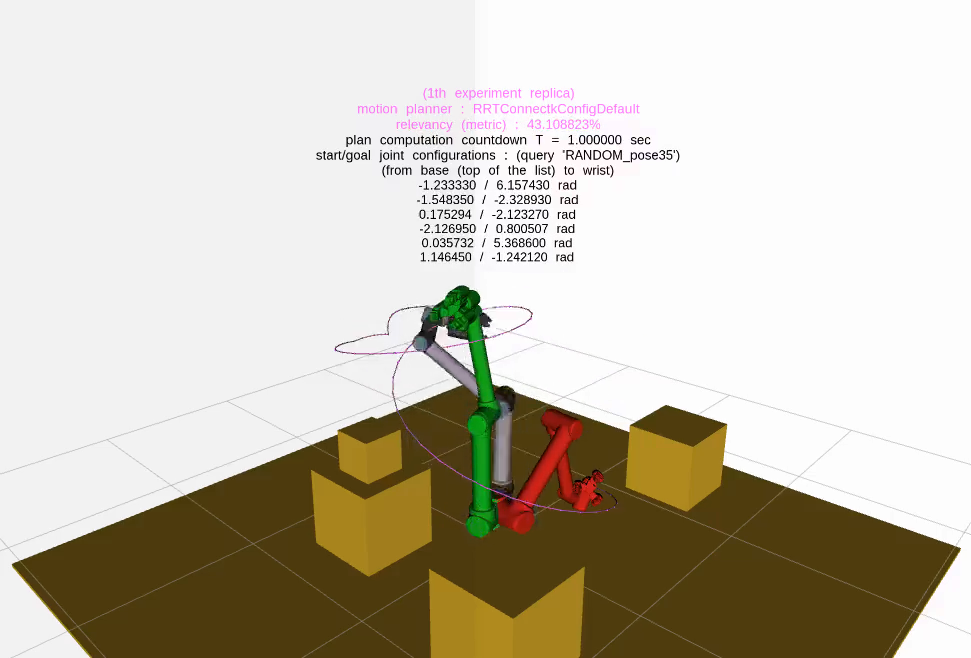 (1th experiment replica)
motion planner : RRTConnectkConfigDefault
relevancy (metric) : 43.108823%
plan computation countdown T = 1.000000 sec
start/goal joint configurations : (query 'RANDOM_pose35')
(from base (top of the list) to wrist)
-1.233330 / 6.157430 rad
-1.548350 / -2.328930 rad
0.175294 / -2.123270 rad
-2.126950 / 0.800507 rad
0.035732 / 5.368600 rad
1.146450 / -1.242120 rad